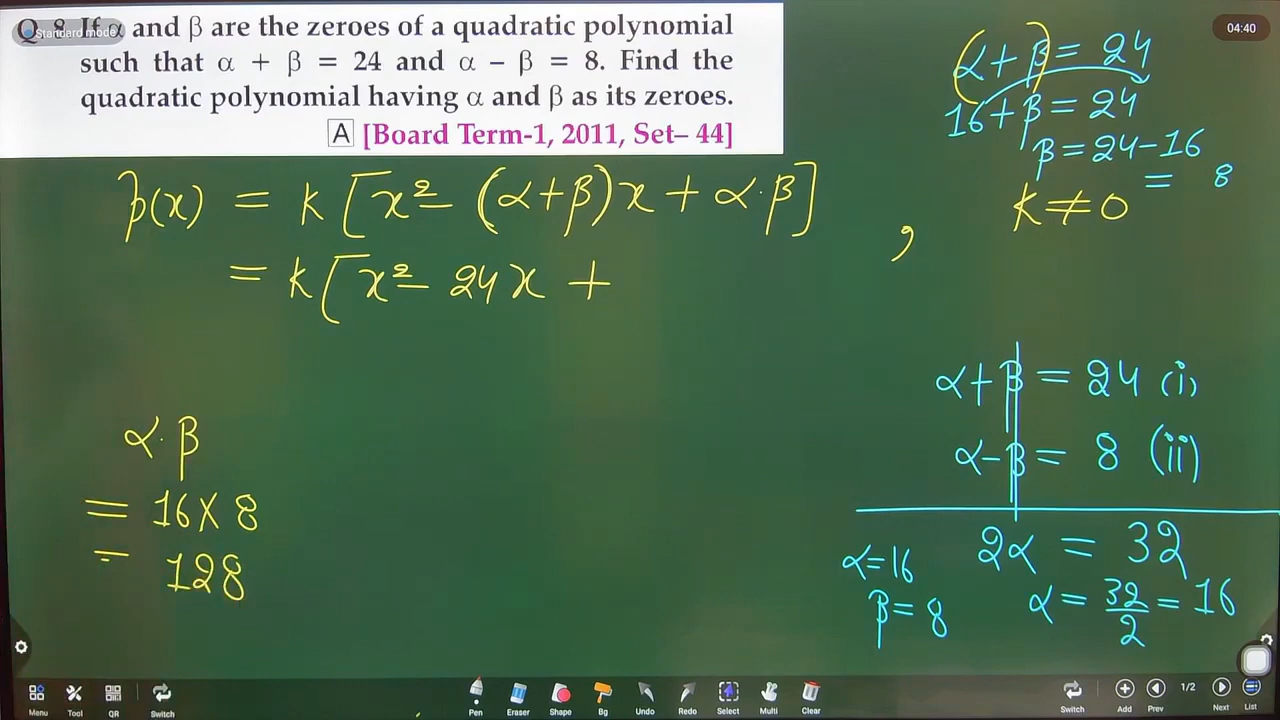 Q.8. If α and β are the zeroes of a quadratic polynomial
such that α + β = 24 and α – β = 8. Find the
quadratic polynomial having α and β as its zeroes.
A [Board Term-1, 2011, Set– 44]
Standard mode
04:40
(α+β) = 24
16+β = 24
β = 24-16
= 8
p(x) = k[x² - (α+β)x + α·β] , k≠0
= k[x² - 24x +
α+β = 24 (i)
α-β = 8 (ii)
2α = 32
α = 32/2 = 16
α=16
β=8
α·β
= 16×8
= 128
Menu Tool QR Switch Pen Eraser Shape Bg Undo Redo Select Multi Clear Switch Add Prev 1/2 Next List